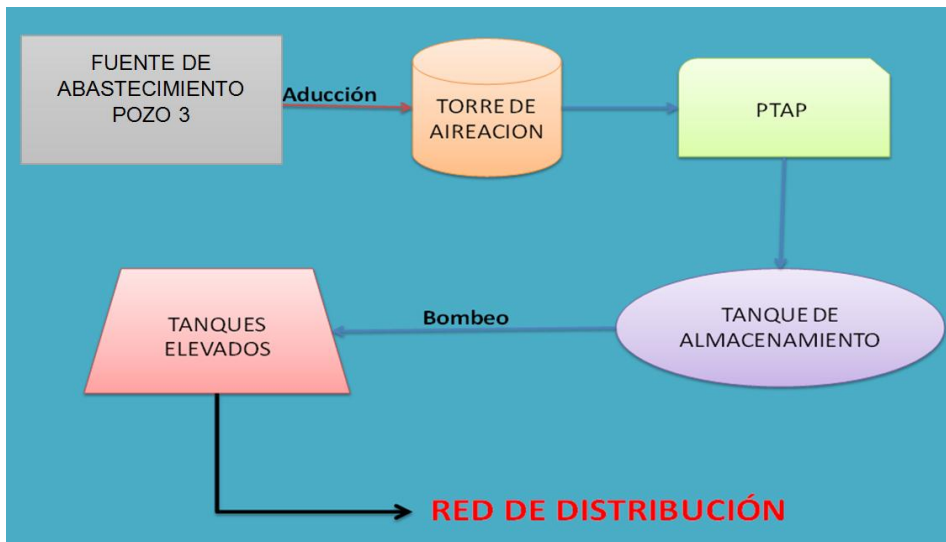 FUENTE DE
ABASTECIMIENTO
POZO 3
Aducción
TORRE DE
AIREACION
PTAP
TANQUE DE
ALMACENAMIENTO
Bombeo
TANQUES
ELEVADOS
RED DE DISTRIBUCIÓN